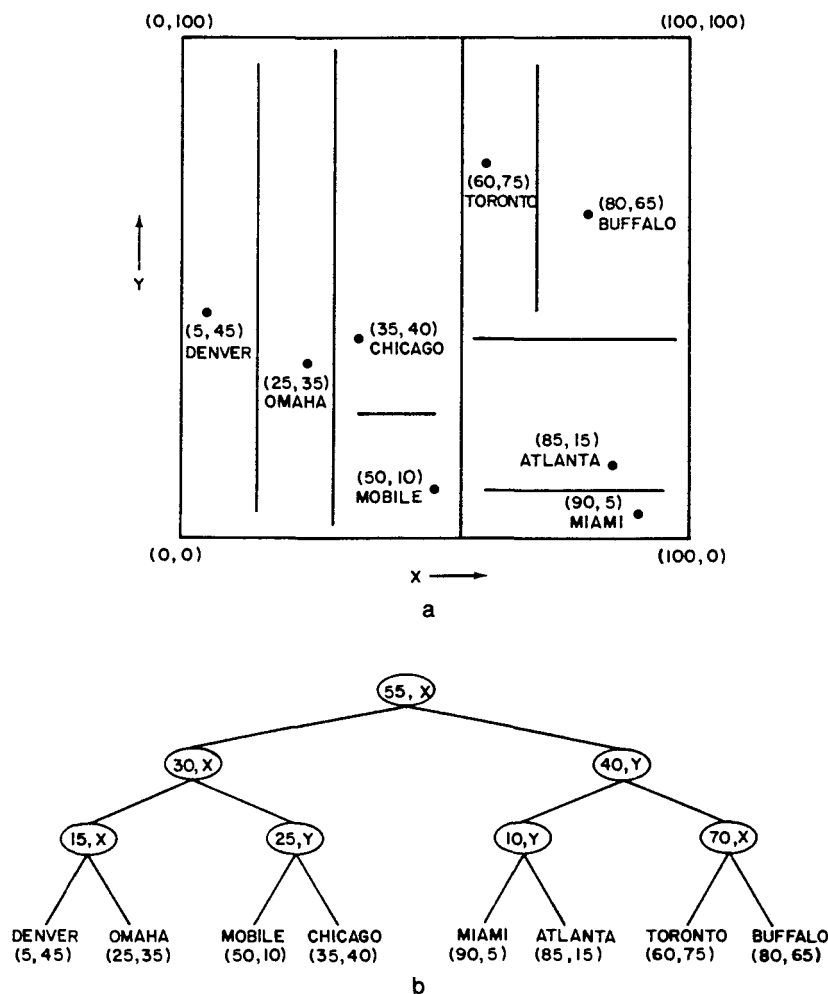 (0,100) (100,100)
(60,75)
TORONTO
(80,65)
BUFFALO
Y
(5,45)
DENVER
(35,40)
CHICAGO
(25,35)
OMAHA
(85,15)
ATLANTA
(50,10)
MOBILE
(90,5)
MIAMI
(0,0) (100,0)
X
a
55, X
30, X 40, Y
15, X 25, Y 10, Y 70, X
DENVER OMAHA MOBILE CHICAGO MIAMI ATLANTA TORONTO BUFFALO
(5,45) (25,35) (50,10) (35,40) (90,5) (85,15) (60,75) (80,65)
b